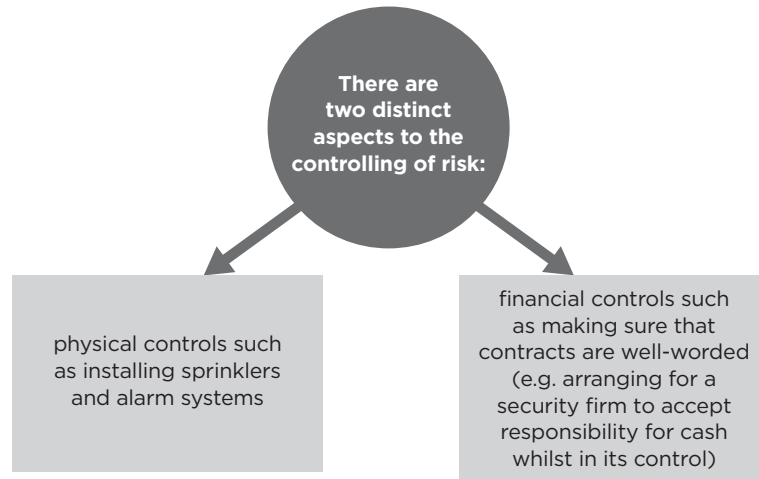 There are
two distinct
aspects to the
controlling of risk:
physical controls such
as installing sprinklers
and alarm systems
financial controls such
as making sure that
contracts are well-worded
(e.g. arranging for a
security firm to accept
responsibility for cash
whilst in its control)